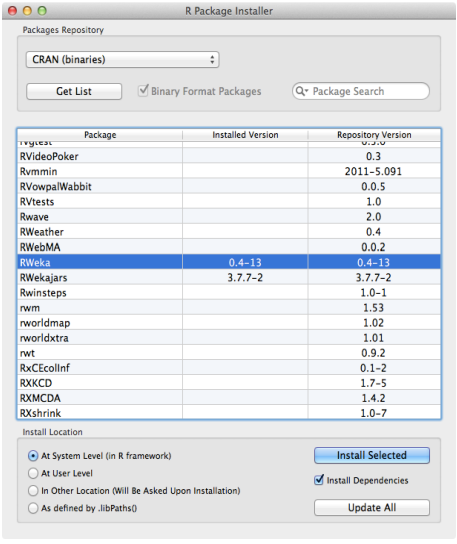 R Package Installer
Packages Repository
CRAN (binaries)
Get List
Binary Format Packages
Package Search
Package Installed Version Repository Version
RVideoPoker 0.3
Rvmmin 2011-5.091
RVowpalWabbit 0.0.5
RVtests 1.0
Rwave 2.0
RWeather 0.4
RWebMA 0.0.2
RWeka 0.4-13 0.4-13
RWekajars 3.7.7-2 3.7.7-2
Rwinsteps 1.0-1
rwm 1.53
rworldmap 1.02
rworldxtra 1.01
rwt 0.9.2
RxCEcolInf 0.1-2
RXKCD 1.7-5
RXMCDA 1.4.2
RXshrink 1.0-7
Install Location
At System Level (in R framework)
At User Level
In Other Location (Will Be Asked Upon Installation)
As defined by .libPaths()
Install Selected
Install Dependencies
Update All